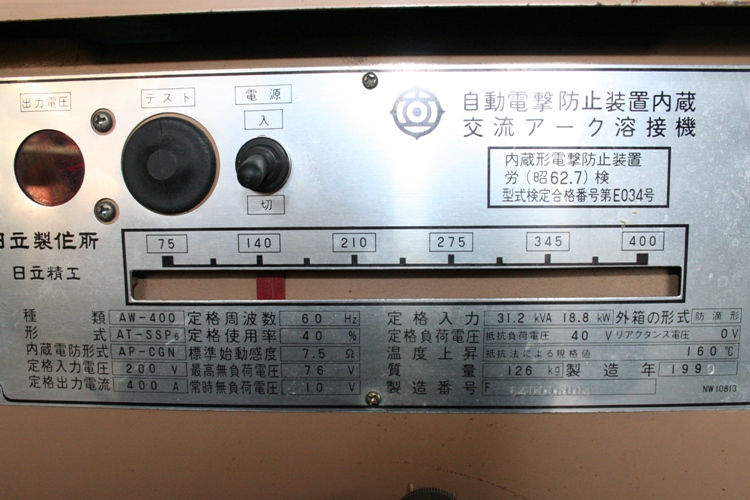 出力電圧
テスト
電源
入
切
自動電撃防止装置内蔵
交流アーク溶接機
内蔵形電撃防止装置
労(昭62.7)検
型式検定合格番号第E034号
日立製作所
日立精工
75 140 210 275 345 400
種類 AW-400 定格周波数 60 Hz 定格入力 31.2 kVA 18.8 kW 外箱の形式 防滴形
形式 AT-SSP6 定格使用率 40 % 定格負荷電圧 抵抗負荷電圧 40 V リアクタンス電圧 0V
内蔵電防形式 AP-CGN 標準始動感度 7.5 Ω 温度上昇 抵抗法による規格値 160℃
定格入力電圧 200 V 最高無負荷電圧 76 V 質量 126 kg 製造年 1990
定格出力電流 400 A 常時無負荷電圧 10 V 製造番号 F
NW10813